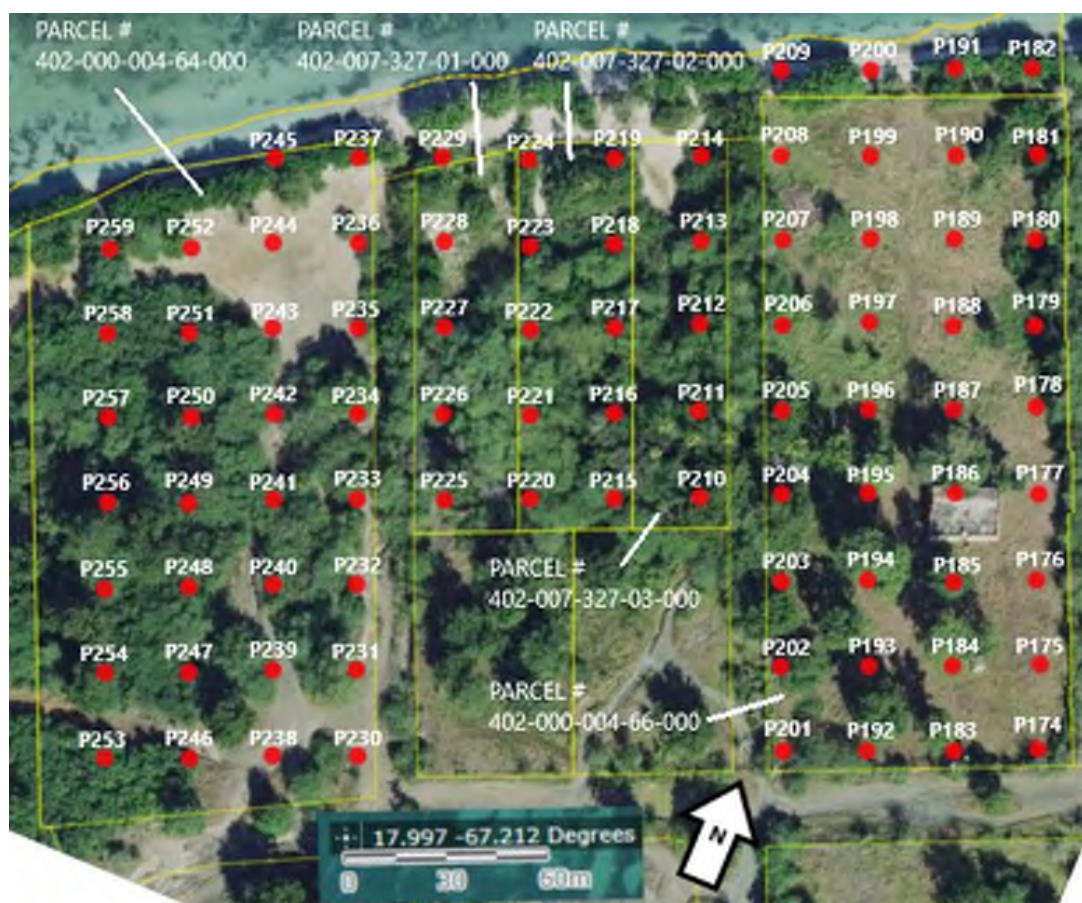 PARCEL #
402-000-004-64-000
PARCEL #
402-007-327-01-000
PARCEL #
402-007-327-02-000
P209 P200 P191 P182
P245 P237 P229 P224 P219 P214 P208 P199 P190 P181
P259 P252 P244 P236 P228 P223 P218 P213 P207 P198 P189 P180
P258 P251 P243 P235 P227 P222 P217 P212 P206 P197 P188 P179
P257 P250 P242 P234 P226 P221 P216 P211 P205 P196 P187 P178
P256 P249 P241 P233 P225 P220 P215 P210 P204 P195 P186 P177
P255 P248 P240 P232 P203 P194 P185 P176
PARCEL #
402-007-327-03-000
P254 P247 P239 P231 P202 P193 P184 P175
PARCEL #
402-000-004-66-000
P253 P246 P238 P230 P201 P192 P183 P174
17.997 -67.212 Degrees
0 30 60m
N